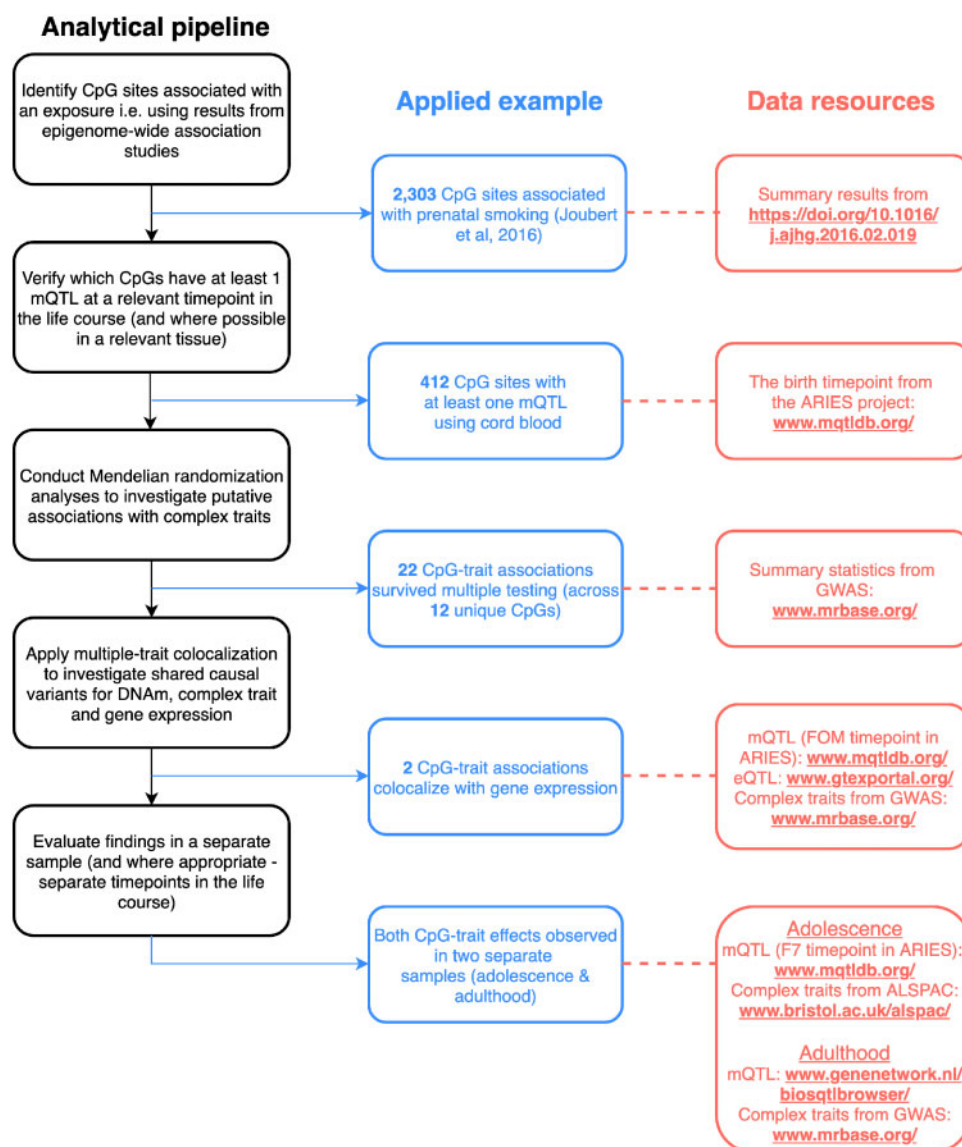 Analytical pipeline
Identify CpG sites associated with
an exposure i.e. using results from
epigenome-wide association
studies
Verify which CpGs have at least 1
mQTL at a relevant timepoint in
the life course (and where possible
in a relevant tissue)
Conduct Mendelian randomization
analyses to investigate putative
associations with complex traits
Apply multiple-trait colocalization
to investigate shared causal
variants for DNAm, complex trait
and gene expression
Evaluate findings in a separate
sample (and where appropriate -
separate timepoints in the life
course)
Applied example
2,303 CpG sites associated
with prenatal smoking (Joubert
et al, 2016)
412 CpG sites with
at least one mQTL
using cord blood
22 CpG-trait associations
survived multiple testing (across
12 unique CpGs)
2 CpG-trait associations
colocalize with gene expression
Both CpG-trait effects observed
in two separate
samples (adolescence &
adulthood)
Data resources
Summary results from
https://doi.org/10.1016/
j.ajhg.2016.02.019
The birth timepoint from
the ARIES project:
www.mqtldb.org/
Summary statistics from
GWAS:
www.mrbase.org/
mQTL (FOM timepoint in
ARIES): www.mqtldb.org/
eQTL: www.gtexportal.org/
Complex traits from GWAS:
www.mrbase.org/
Adolescence
mQTL (F7 timepoint in ARIES):
www.mqtldb.org/
Complex traits from ALSPAC:
www.bristol.ac.uk/alspac/
Adulthood
mQTL: www.genenetwork.nl/
biosqtlbrowser/
Complex traits from GWAS:
www.mrbase.org/